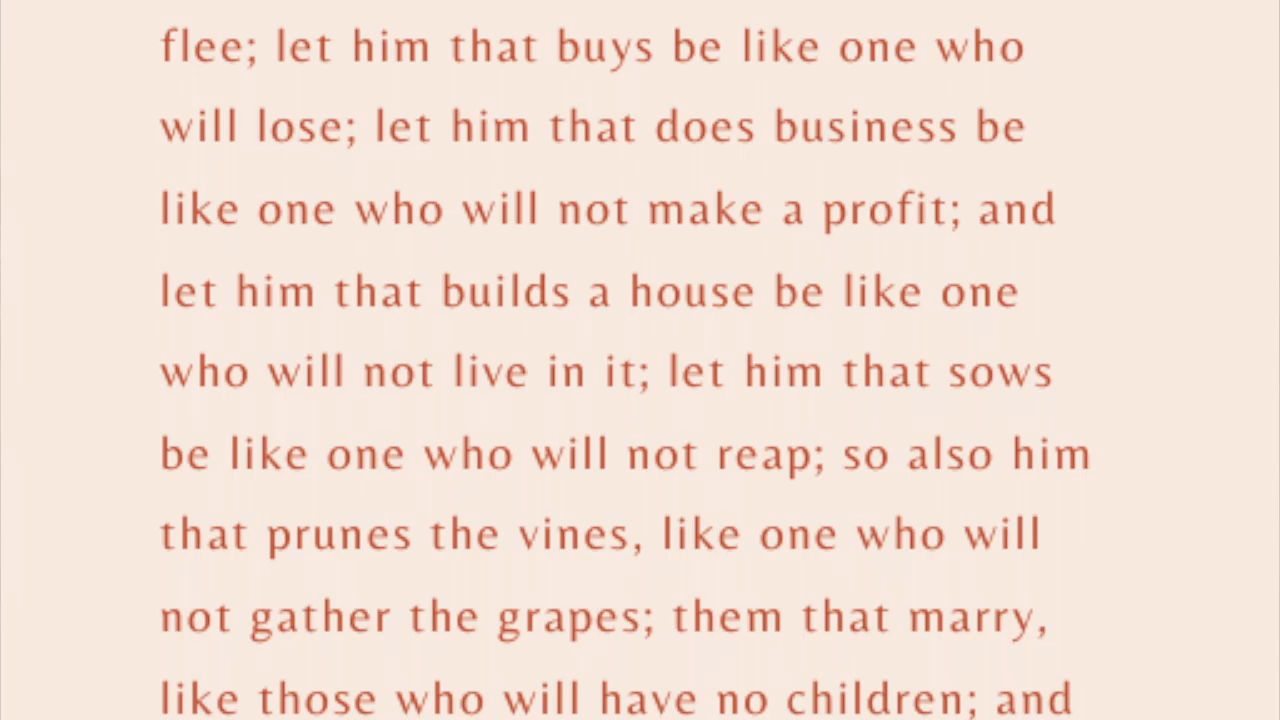 flee; let him that buys be like one who
will lose; let him that does business be
like one who will not make a profit; and
let him that builds a house be like one
who will not live in it; let him that sows
be like one who will not reap; so also him
that prunes the vines, like one who will
not gather the grapes; them that marry,
like those who will have no children; and